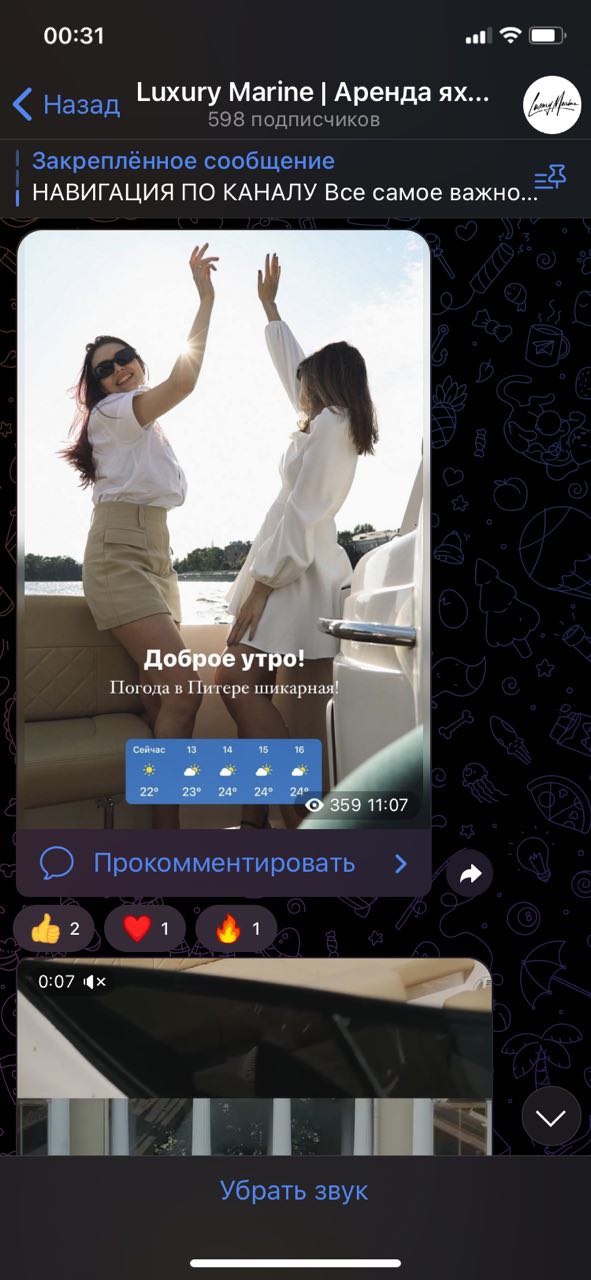 00:31
Назад
Luxury Marine | Аренда ях...
598 подписчиков
Luxury Marine
Закреплённое сообщение
НАВИГАЦИЯ ПО КАНАЛУ Все самое важно...
Доброе утро!
Погода в Питере шикарная!
Сейчас 13 14 15 16
22° 23° 24° 24° 24°
359 11:07
Прокомментировать
2 1 1
0:07
Убрать звук